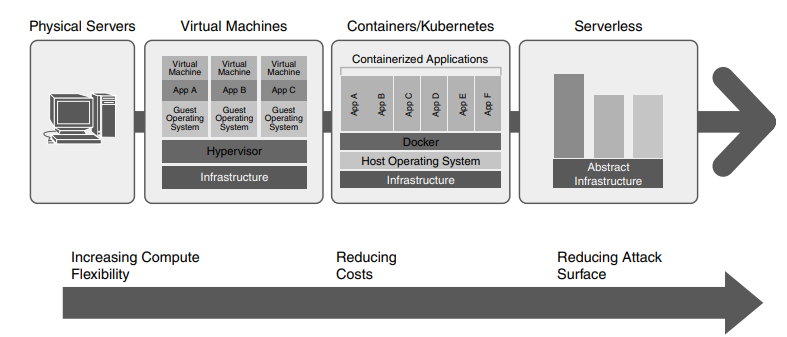 Physical Servers
Virtual Machines
Containers/Kubernetes
Serverless
Virtual
Machine
Virtual
Machine
Virtual
Machine
App A
App B
App C
Guest
Operating
System
Guest
Operating
System
Guest
Operating
System
Hypervisor
Infrastructure
Containerized Applications
App A
App B
App C
App D
App E
App F
Docker
Host Operating System
Infrastructure
Abstract
Infrastructure
Increasing Compute
Flexibility
Reducing
Costs
Reducing Attack
Surface